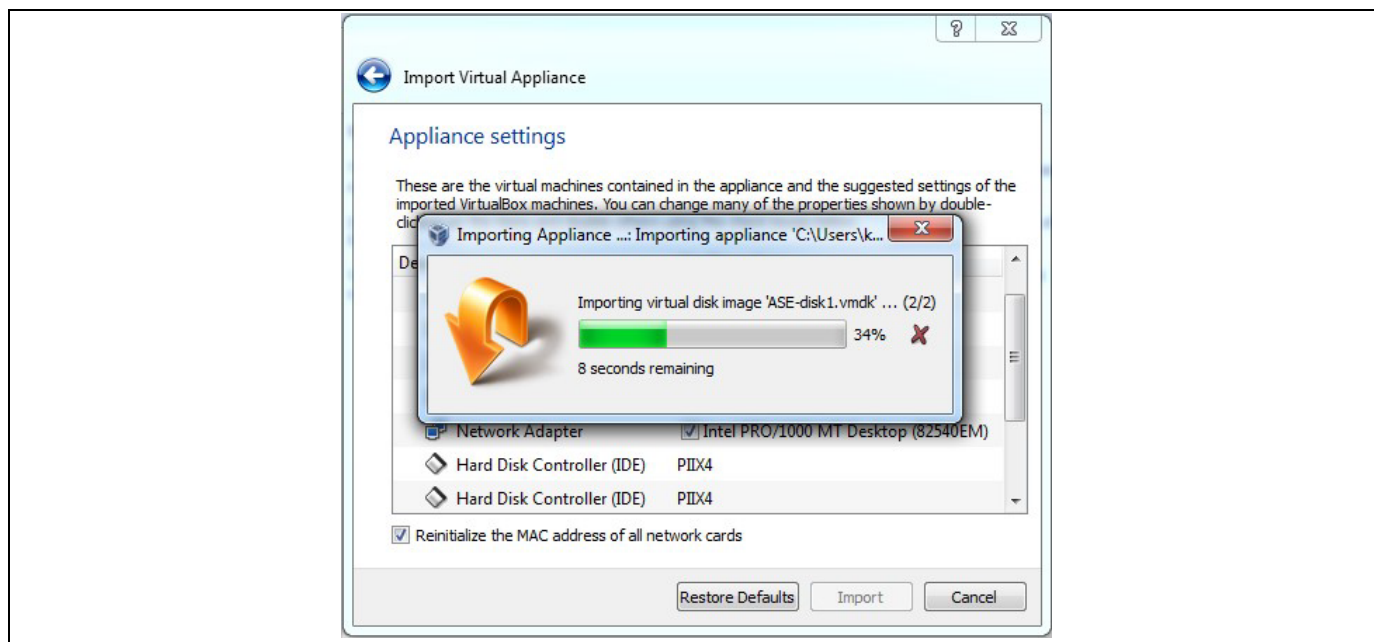 Import Virtual Appliance
Appliance settings
These are the virtual machines contained in the appliance and the suggested settings of the
imported VirtualBox machines. You can change many of the properties shown by double-
Importing Appliance ...: Importing appliance 'C:\Users\k...
Importing virtual disk image 'ASE-disk1.vmdk' ... (2/2)
34%
8 seconds remaining
Network Adapter Intel PRO/1000 MT Desktop (82540EM)
Hard Disk Controller (IDE) PIIX4
Hard Disk Controller (IDE) PIIX4
Reinitialize the MAC address of all network cards
Restore Defaults Import Cancel